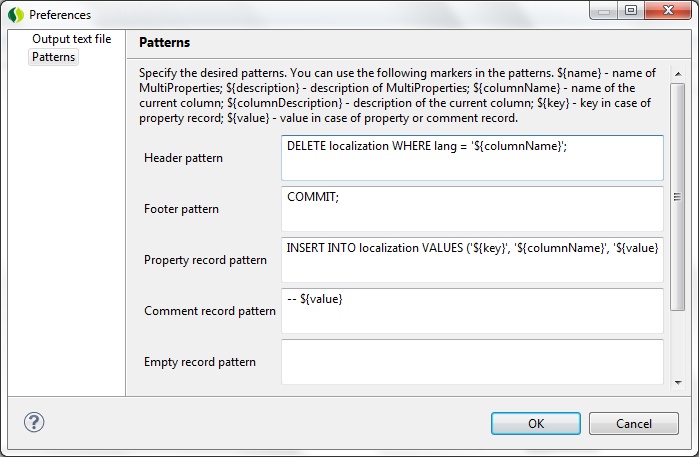 Preferences
Output text file
Patterns
Patterns
Specify the desired patterns. You can use the following markers in the patterns. ${name} - name of
MultiProperties; ${description} - description of MultiProperties; ${columnName} - name of the
current column; ${columnDescription} - description of the current column; ${key} - key in case of
property record; ${value} - value in case of property or comment record.
Header pattern
DELETE localization WHERE lang = '${columnName}';
Footer pattern
COMMIT;
Property record pattern
INSERT INTO localization VALUES ('${key}', '${columnName}', '${value}
Comment record pattern
-- ${value}
Empty record pattern
OK
Cancel